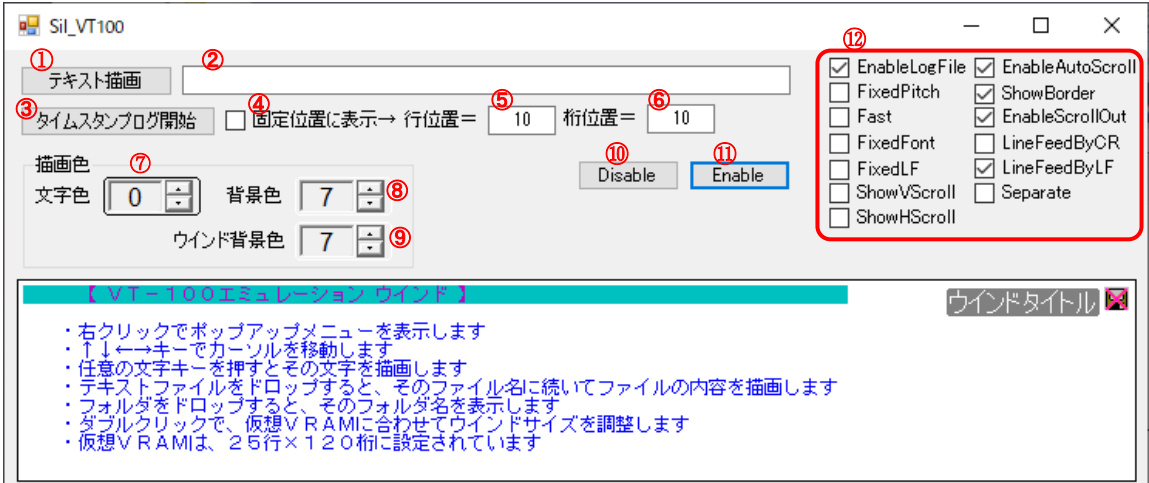 Sil_VT100
① ② ⑫
テキスト描画
③ ④ ⑤ ⑥
タイムスタンプログ開始 固定位置に表示→ 行位置＝ 10 桁位置＝ 10
描画色 ⑦ ⑩ ⑪
文字色 0 背景色 7 ⑧ Disable Enable
ウインド背景色 7 ⑨
EnableLogFile EnableAutoScroll
FixedPitch ShowBorder
Fast EnableScrollOut
FixedFont LineFeedByCR
FixedLF LineFeedByLF
ShowVScroll Separate
ShowHScroll
【 ＶＴ－１００エミュレーション ウインド 】
ウインドタイトル
・右クリックでポップアップメニューを表示します
・↑↓←→キーでカーソルを移動します
・任意の文字キーを押すとその文字を描画します
・テキストファイルをドロップすると、そのファイル名に続いてファイルの内容を描画します
・フォルダをドロップすると、そのフォルダ名を表示します
・ダブルクリックで、仮想ＶＲＡＭに合わせてウインドサイズを調整します
・仮想ＶＲＡＭは、２５行×１２０桁に設定されています